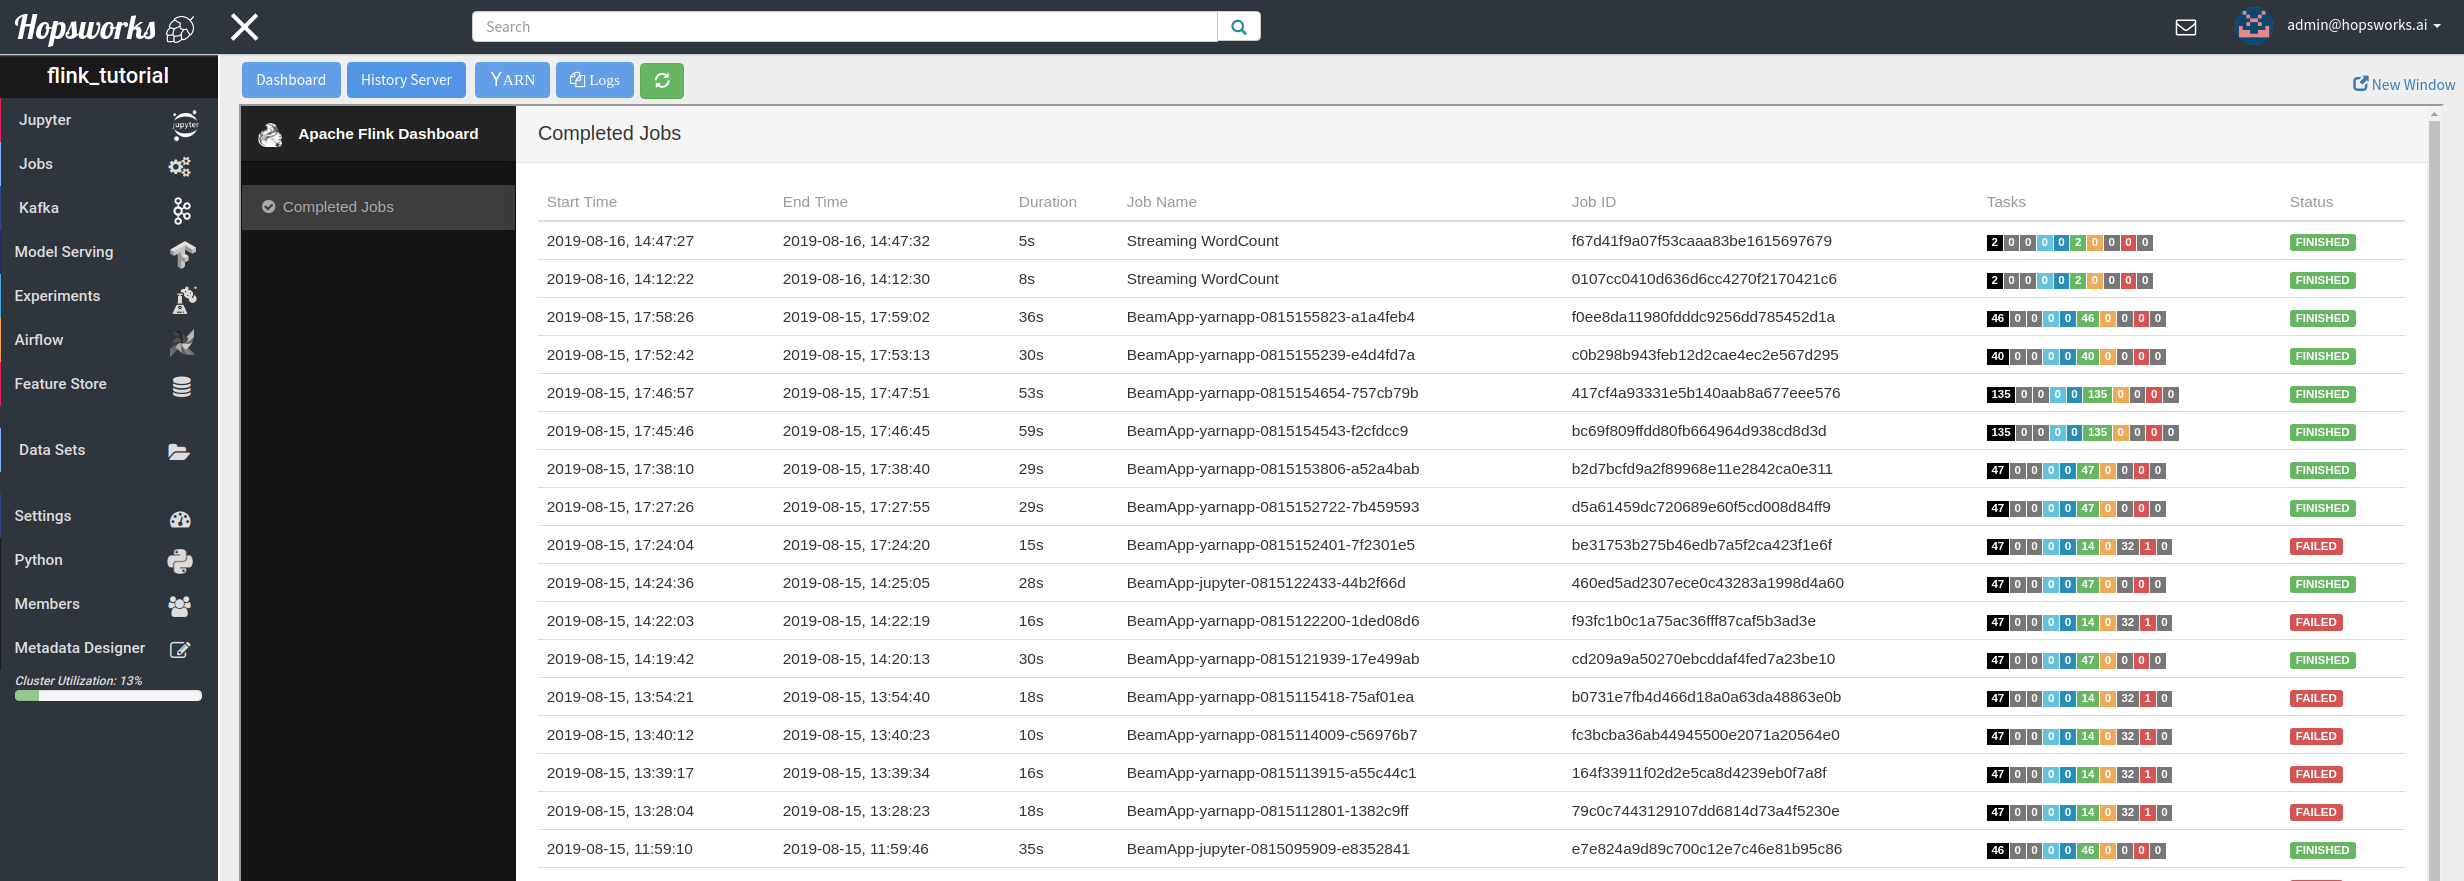 Hopsworks
Search
admin@hopsworks.ai
flink_tutorial
Dashboard History Server YARN Logs
New Window
Jupyter
jupyter
Jobs
Kafka
Model Serving
Experiments
Airflow
Feature Store
Data Sets
Settings
Python
Members
Metadata Designer
Cluster Utilization: 13%
Apache Flink Dashboard
Completed Jobs
Completed Jobs
Start Time End Time Duration Job Name Job ID Tasks Status
2019-08-16, 14:47:27 2019-08-16, 14:47:32 5s Streaming WordCount f67d41f9a07f53caaa83be1615697679 2 0 0 0 0 2 0 0 0 0 FINISHED
2019-08-16, 14:12:22 2019-08-16, 14:12:30 8s Streaming WordCount 0107cc0410d636d6cc4270f2170421c6 2 0 0 0 0 2 0 0 0 0 FINISHED
2019-08-15, 17:58:26 2019-08-15, 17:59:02 36s BeamApp-yarnapp-0815155823-a1a4feb4 f0ee8da11980fdddc9256dd785452d1a 46 0 0 0 0 46 0 0 0 0 FINISHED
2019-08-15, 17:52:42 2019-08-15, 17:53:13 30s BeamApp-yarnapp-0815155239-e4d4fd7a c0b298b943feb12d2cae4ec2e567d295 40 0 0 0 0 40 0 0 0 0 FINISHED
2019-08-15, 17:46:57 2019-08-15, 17:47:51 53s BeamApp-yarnapp-0815154654-757cb79b 417cf4a93331e5b140aab8a677eee576 135 0 0 0 0 135 0 0 0 0 FINISHED
2019-08-15, 17:45:46 2019-08-15, 17:46:45 59s BeamApp-yarnapp-0815154543-f2cfdcc9 bc69f809ffdd80fb664964d938cd8d3d 135 0 0 0 0 135 0 0 0 0 FINISHED
2019-08-15, 17:38:10 2019-08-15, 17:38:40 29s BeamApp-yarnapp-0815153806-a52a4bab b2d7bcfd9a2f89968e11e2842ca0e311 47 0 0 0 0 47 0 0 0 0 FINISHED
2019-08-15, 17:27:26 2019-08-15, 17:27:55 29s BeamApp-yarnapp-0815152722-7b459593 d5a61459dc720689e60f5cd008d84ff9 47 0 0 0 0 47 0 0 0 0 FINISHED
2019-08-15, 17:24:04 2019-08-15, 17:24:20 15s BeamApp-yarnapp-0815152401-7f2301e5 be31753b275b46edb7a5f2ca423f1e6f 47 0 0 0 0 14 0 32 1 0 FAILED
2019-08-15, 14:24:36 2019-08-15, 14:25:05 28s BeamApp-jupyter-0815122433-44b2f66d 460ed5ad2307ece0c43283a1998d4a60 47 0 0 0 0 47 0 0 0 0 FINISHED
2019-08-15, 14:22:03 2019-08-15, 14:22:19 16s BeamApp-yarnapp-0815122200-1ded08d6 f93fc1b0c1a75ac36fff87caf5b3ad3e 47 0 0 0 0 14 0 32 1 0 FAILED
2019-08-15, 14:19:42 2019-08-15, 14:20:13 30s BeamApp-yarnapp-0815121939-17e499ab cd209a9a50270ebcddaf4fed7a23be10 47 0 0 0 0 47 0 0 0 0 FINISHED
2019-08-15, 13:54:21 2019-08-15, 13:54:40 18s BeamApp-yarnapp-0815115418-75af01ea b0731e7fb4d466d18a0a63da48863e0b 47 0 0 0 0 14 0 32 1 0 FAILED
2019-08-15, 13:40:12 2019-08-15, 13:40:23 10s BeamApp-yarnapp-0815114009-c56976b7 fc3bcba36ab44945500e2071a20564e0 47 0 0 0 0 14 0 32 1 0 FAILED
2019-08-15, 13:39:17 2019-08-15, 13:39:34 16s BeamApp-yarnapp-0815113915-a55c44c1 164f33911f02d2e5ca8d4239eb0f7a8f 47 0 0 0 0 14 0 32 1 0 FAILED
2019-08-15, 13:28:04 2019-08-15, 13:28:23 18s BeamApp-yarnapp-0815112801-1382c9ff 79c0c7443129107dd6814d73a4f5230e 47 0 0 0 0 14 0 32 1 0 FAILED
2019-08-15, 11:59:10 2019-08-15, 11:59:46 35s BeamApp-jupyter-0815095909-e8352841 e7e824a9d89c700c12e7c46e81b95c86 46 0 0 0 0 46 0 0 0 0 FINISHED